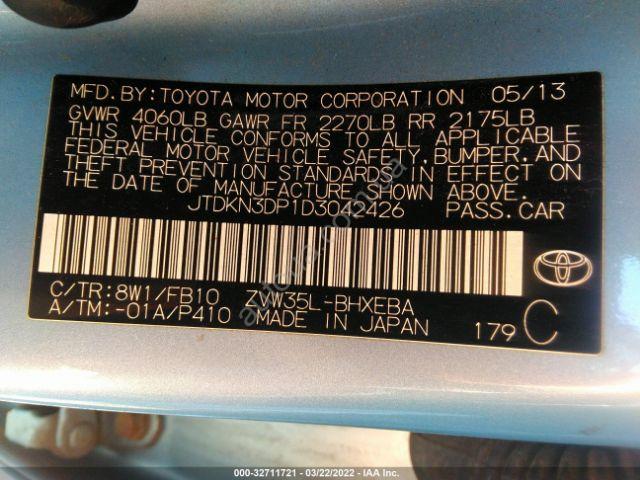 MFD.BY:TOYOTA MOTOR CORPORATION 05/13
GVWR 4060LB GAWR FR 2270LB RR 2175LB
THIS VEHICLE CONFORMS TO ALL APPLICABLE
FEDERAL MOTOR VEHICLE SAFETY,BUMPER,AND
THEFT PREVENTION STANDARDS IN EFFECT ON
THE DATE OF MANUFACTURE SHOWN ABOVE.
JTDKN3DP1D3042426 PASS.CAR
C/TR:8W1/FB10 ZVW35L-BHXEBA
A/TM:-01A/P410 MADE IN JAPAN 179 C
000-32711721 | 03/22/2022 | IAA Inc.